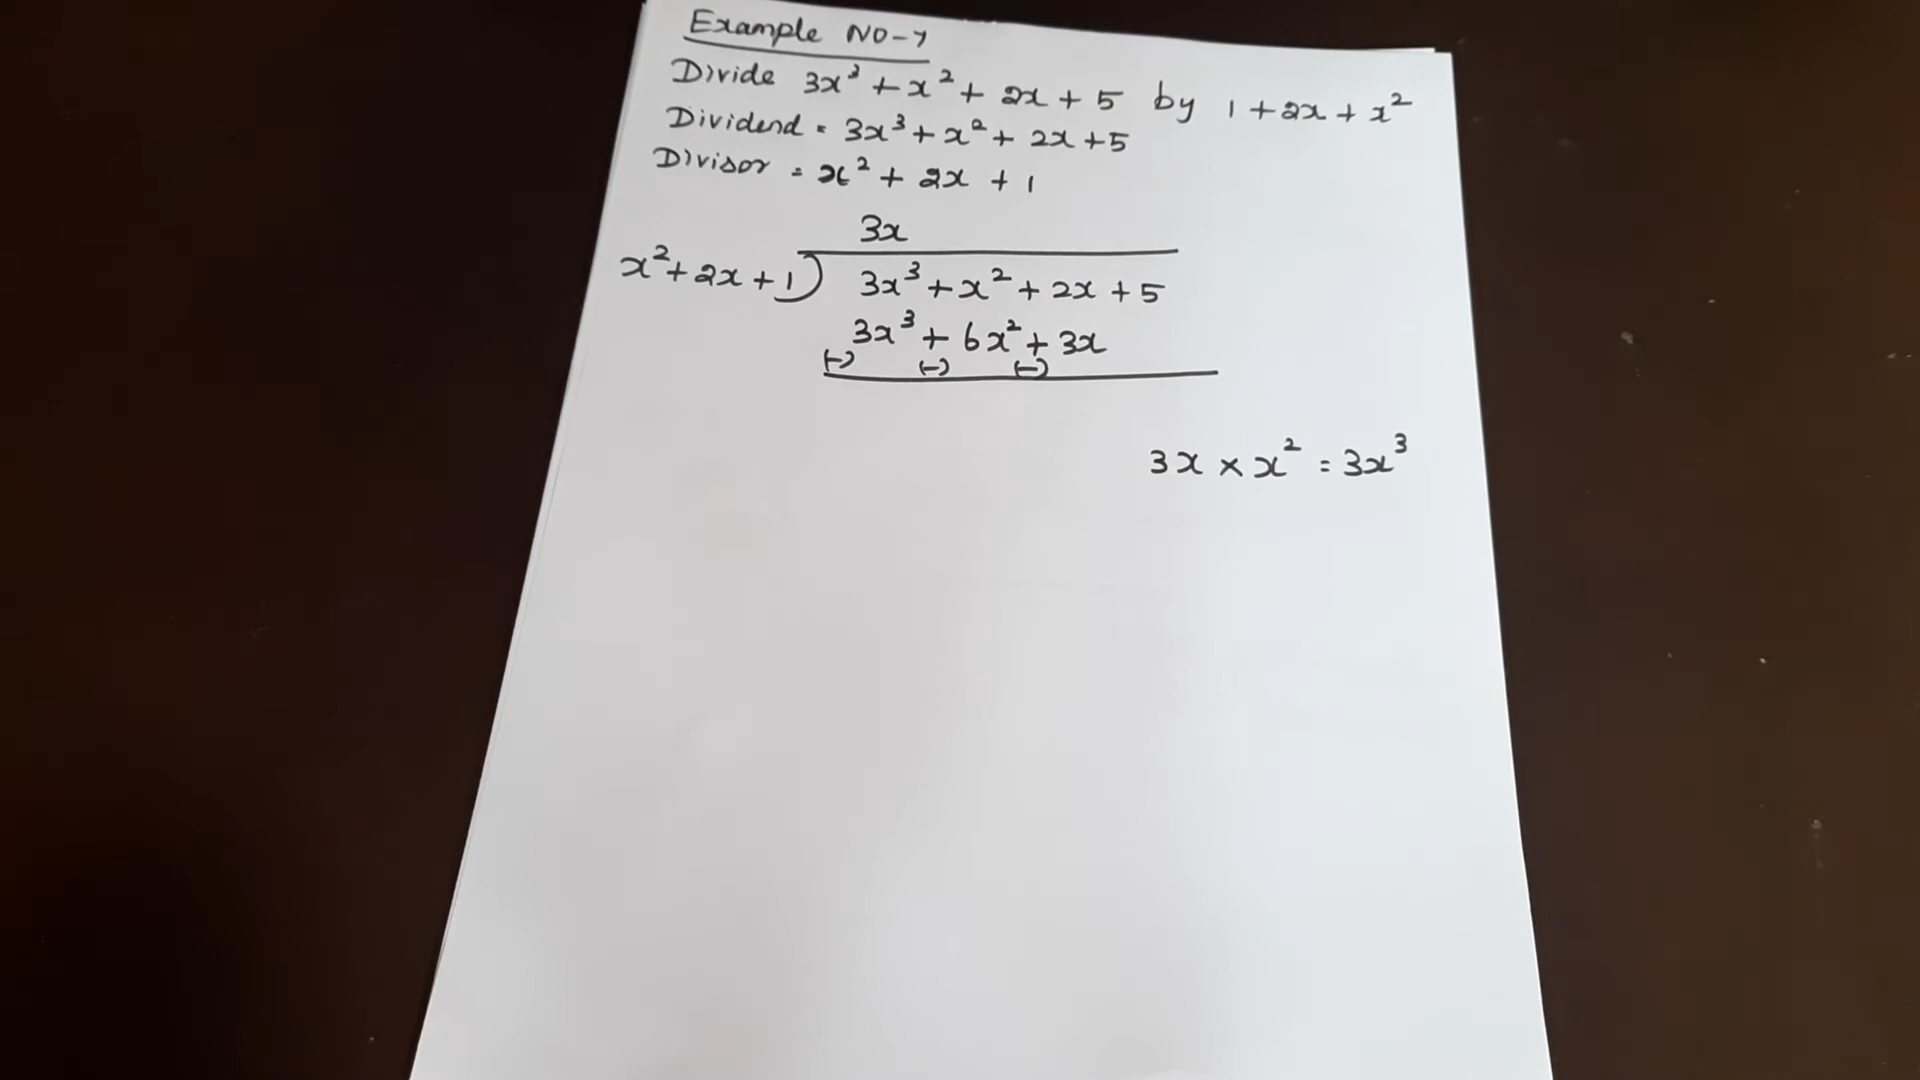 Example NO-7
Divide 3x³ + x² + 2x + 5 by 1 + 2x + x²
Dividend = 3x³ + x² + 2x + 5
Divisor = x² + 2x + 1
3x
x² + 2x + 1 ) 3x³ + x² + 2x + 5
3x³ + 6x² + 3x
(-) (-) (-)
3x × x² = 3x³